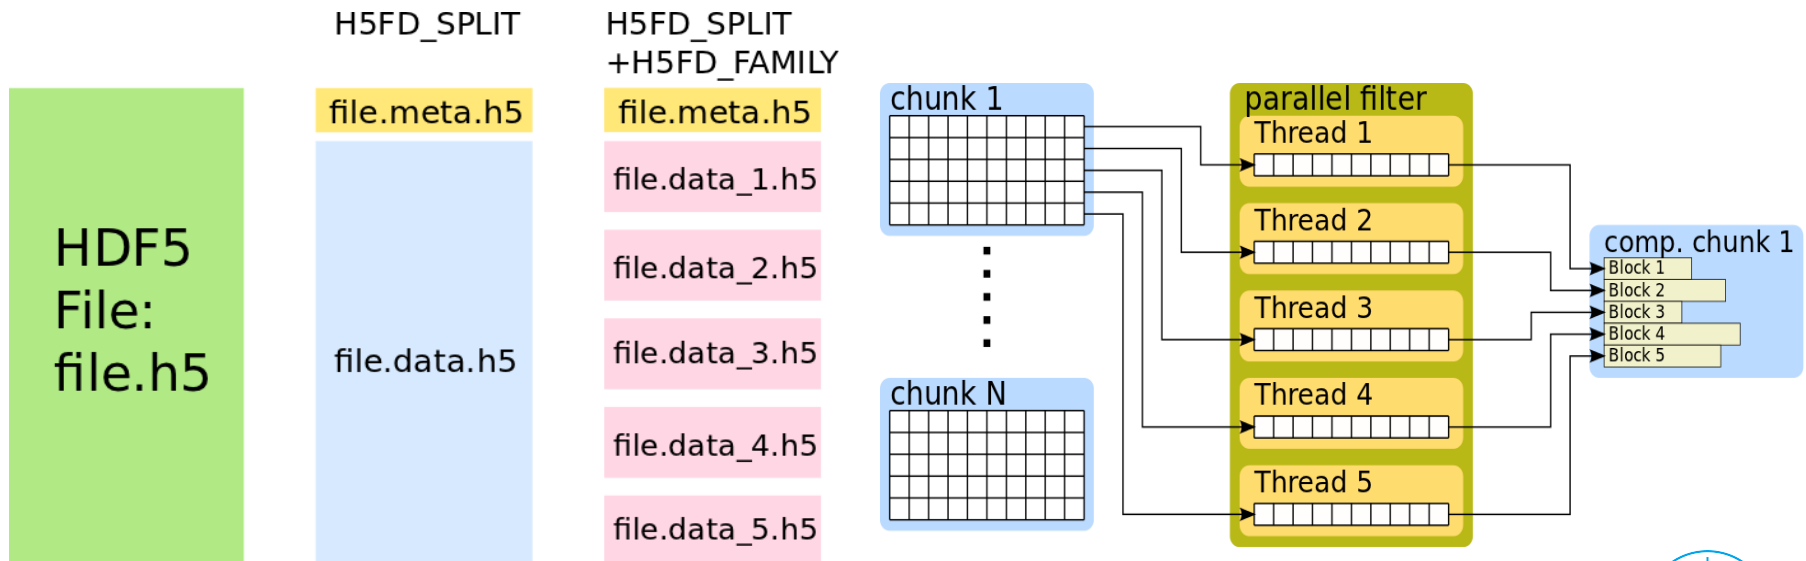 H5FD_SPLIT
H5FD_SPLIT
+H5FD_FAMILY
HDF5
File:
file.h5
file.meta.h5
file.data.h5
file.meta.h5
file.data_1.h5
file.data_2.h5
file.data_3.h5
file.data_4.h5
file.data_5.h5
chunk 1
chunk N
parallel filter
Thread 1
Thread 2
Thread 3
Thread 4
Thread 5
comp. chunk 1
Block 1
Block 2
Block 3
Block 4
Block 5